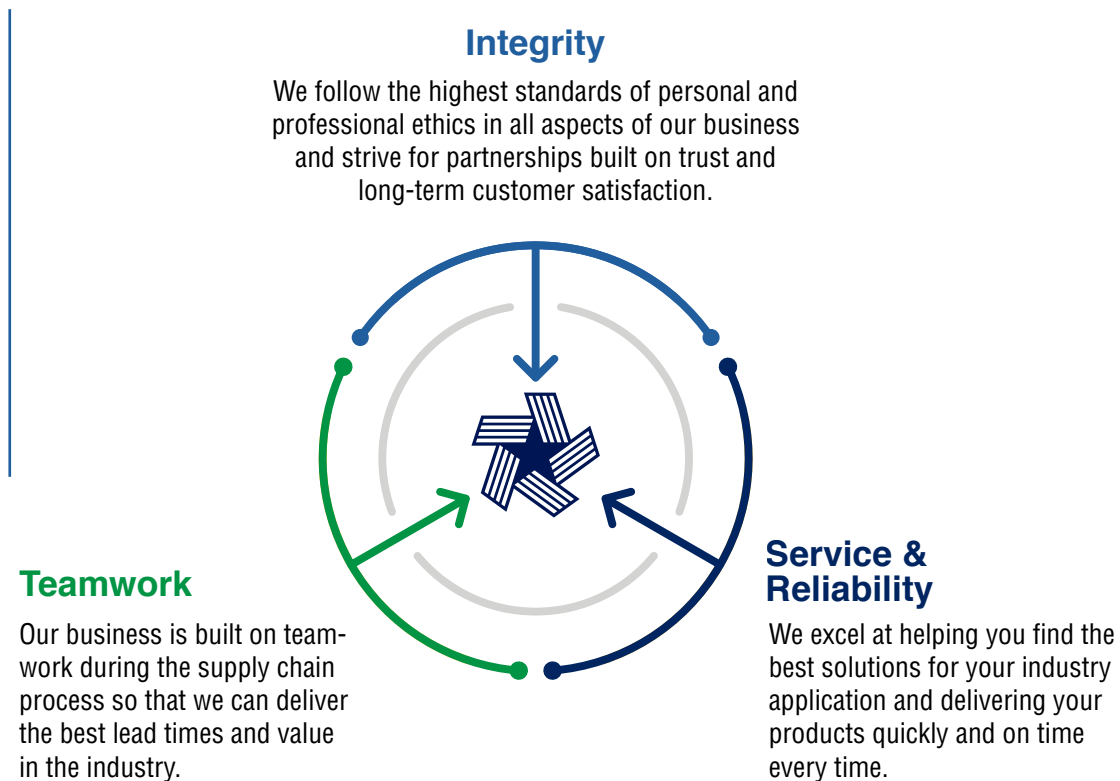 Integrity
We follow the highest standards of personal and
professional ethics in all aspects of our business
and strive for partnerships built on trust and
long-term customer satisfaction.
Teamwork
Our business is built on team-
work during the supply chain
process so that we can deliver
the best lead times and value
in the industry.
Service &
Reliability
We excel at helping you find the
best solutions for your industry
application and delivering your
products quickly and on time
every time.